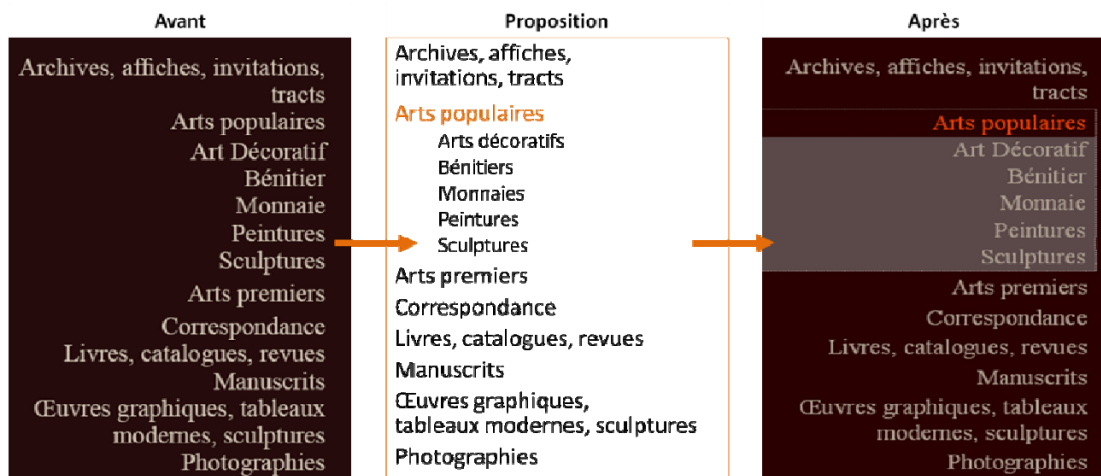 Avant
Archives, affiches, invitations,
tracts
Arts populaires
Art Décoratif
Bénitier
Monnaie
Peintures
Sculptures
Arts premiers
Correspondance
Livres, catalogues, revues
Manuscrits
Œuvres graphiques, tableaux
modernes, sculptures
Photographies
Proposition
Archives, affiches,
invitations, tracts
Arts populaires
Arts décoratifs
Bénitiers
Monnaies
Peintures
Sculptures
Arts premiers
Correspondance
Livres, catalogues, revues
Manuscrits
Œuvres graphiques,
tableaux modernes, sculptures
Photographies
Après
Archives, affiches, invitations,
tracts
Arts populaires
Art Décoratif
Bénitier
Monnaie
Peintures
Sculptures
Arts premiers
Correspondance
Livres, catalogues, revues
Manuscrits
Œuvres graphiques, tableaux
modernes, sculptures
Photographies